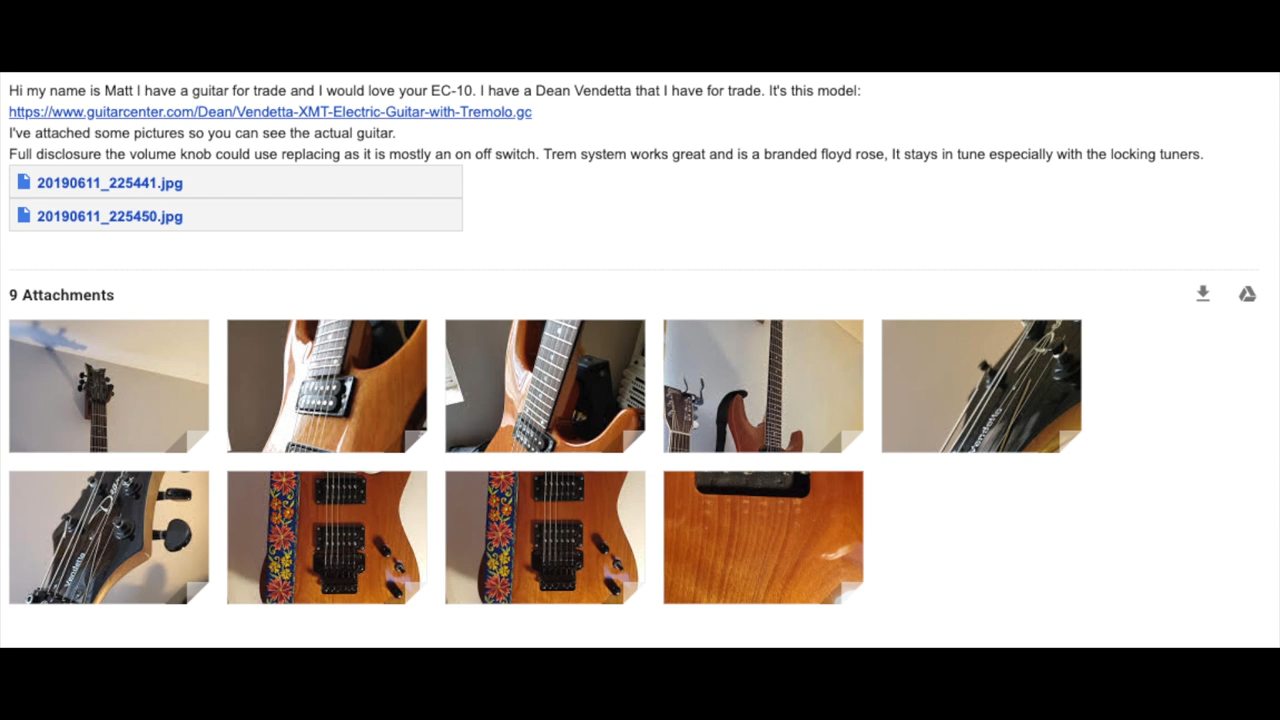 Hi my name is Matt I have a guitar for trade and I would love your EC-10. I have a Dean Vendetta that I have for trade. It's this model:
https://www.guitarcenter.com/Dean/Vendetta-XMT-Electric-Guitar-with-Tremolo.gc
I've attached some pictures so you can see the actual guitar.
Full disclosure the volume knob could use replacing as it is mostly an on off switch. Trem system works great and is a branded floyd rose, It stays in tune especially with the locking tuners.
20190611_225441.jpg
20190611_225450.jpg
9 Attachments
Vendetta
Vendetta